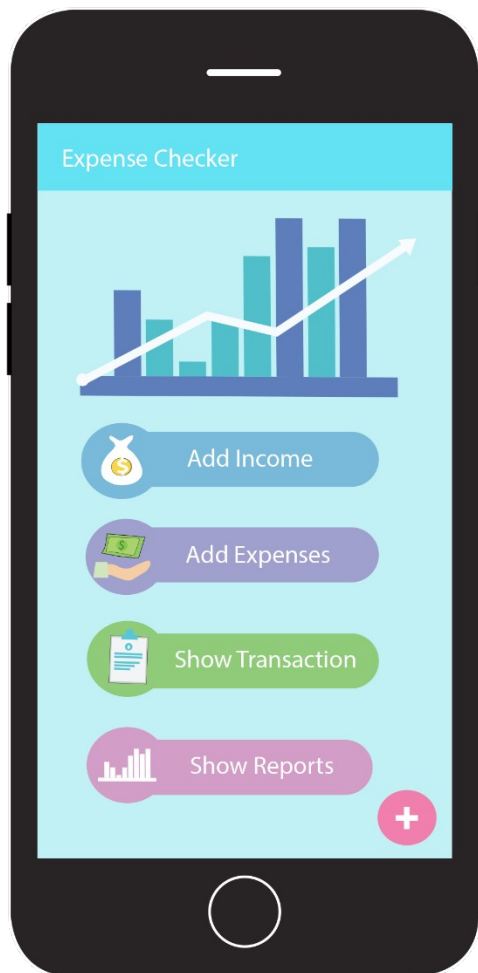 Expense Checker
Add Income
Add Expenses
Show Transaction
Show Reports